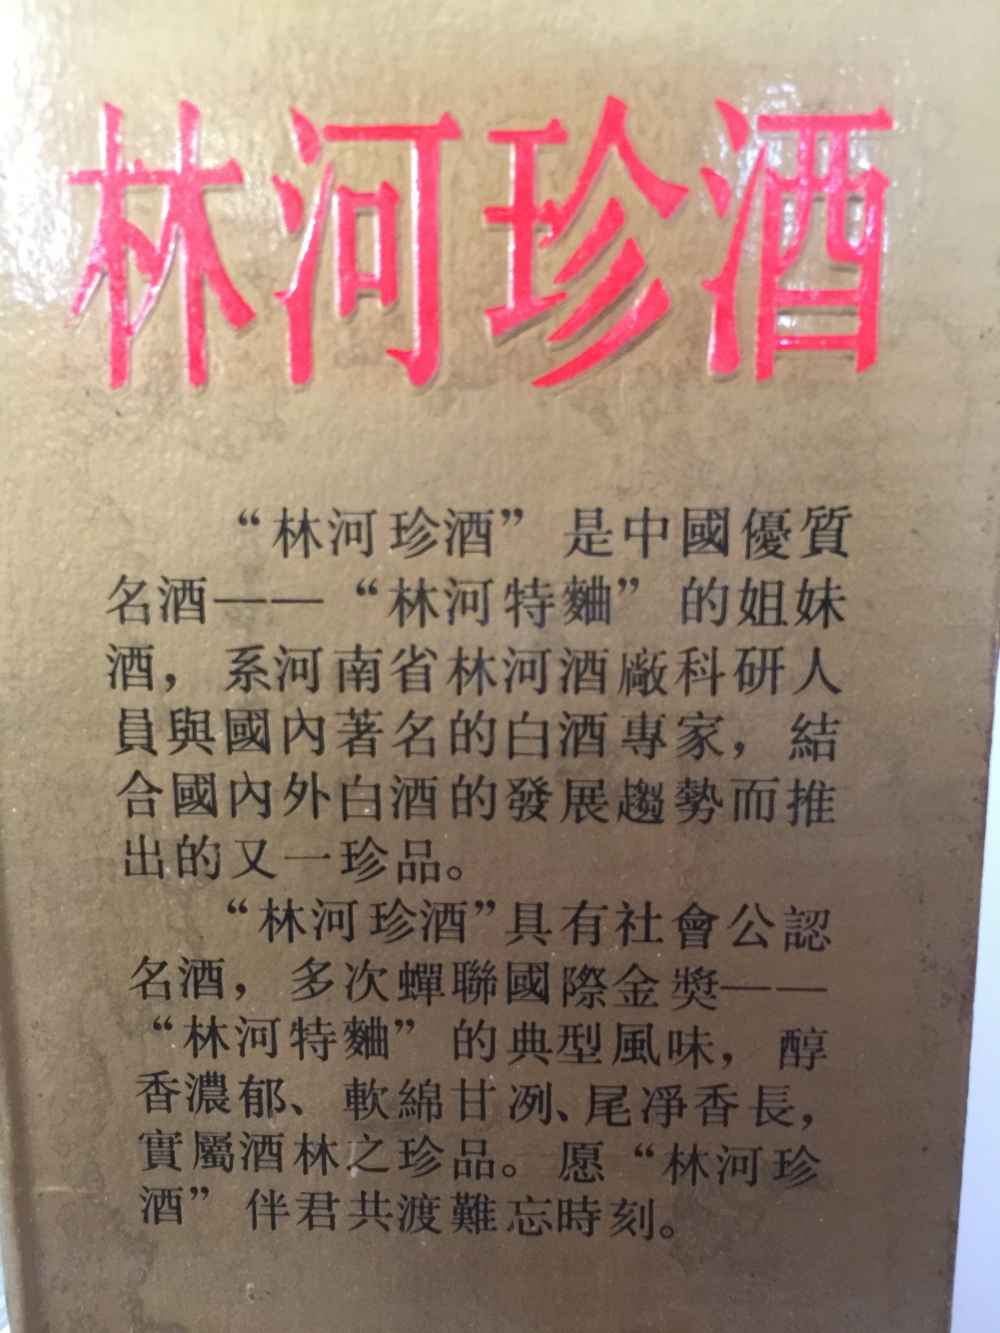 林河珍酒
“林河珍酒”是中國優質
名酒——“林河特麯”的姐妹
酒，系河南省林河酒廠科研人
員與國內著名的白酒專家，結
合國內外白酒的發展趨勢而推
出的又一珍品。
“林河珍酒”具有社會公認
名酒，多次蟬聯國際金獎——
“林河特麯”的典型風味，醇
香濃郁、軟綿甘冽、尾凈香長，
實屬酒林之珍品。愿“林河珍
酒”伴君共渡難忘時刻。